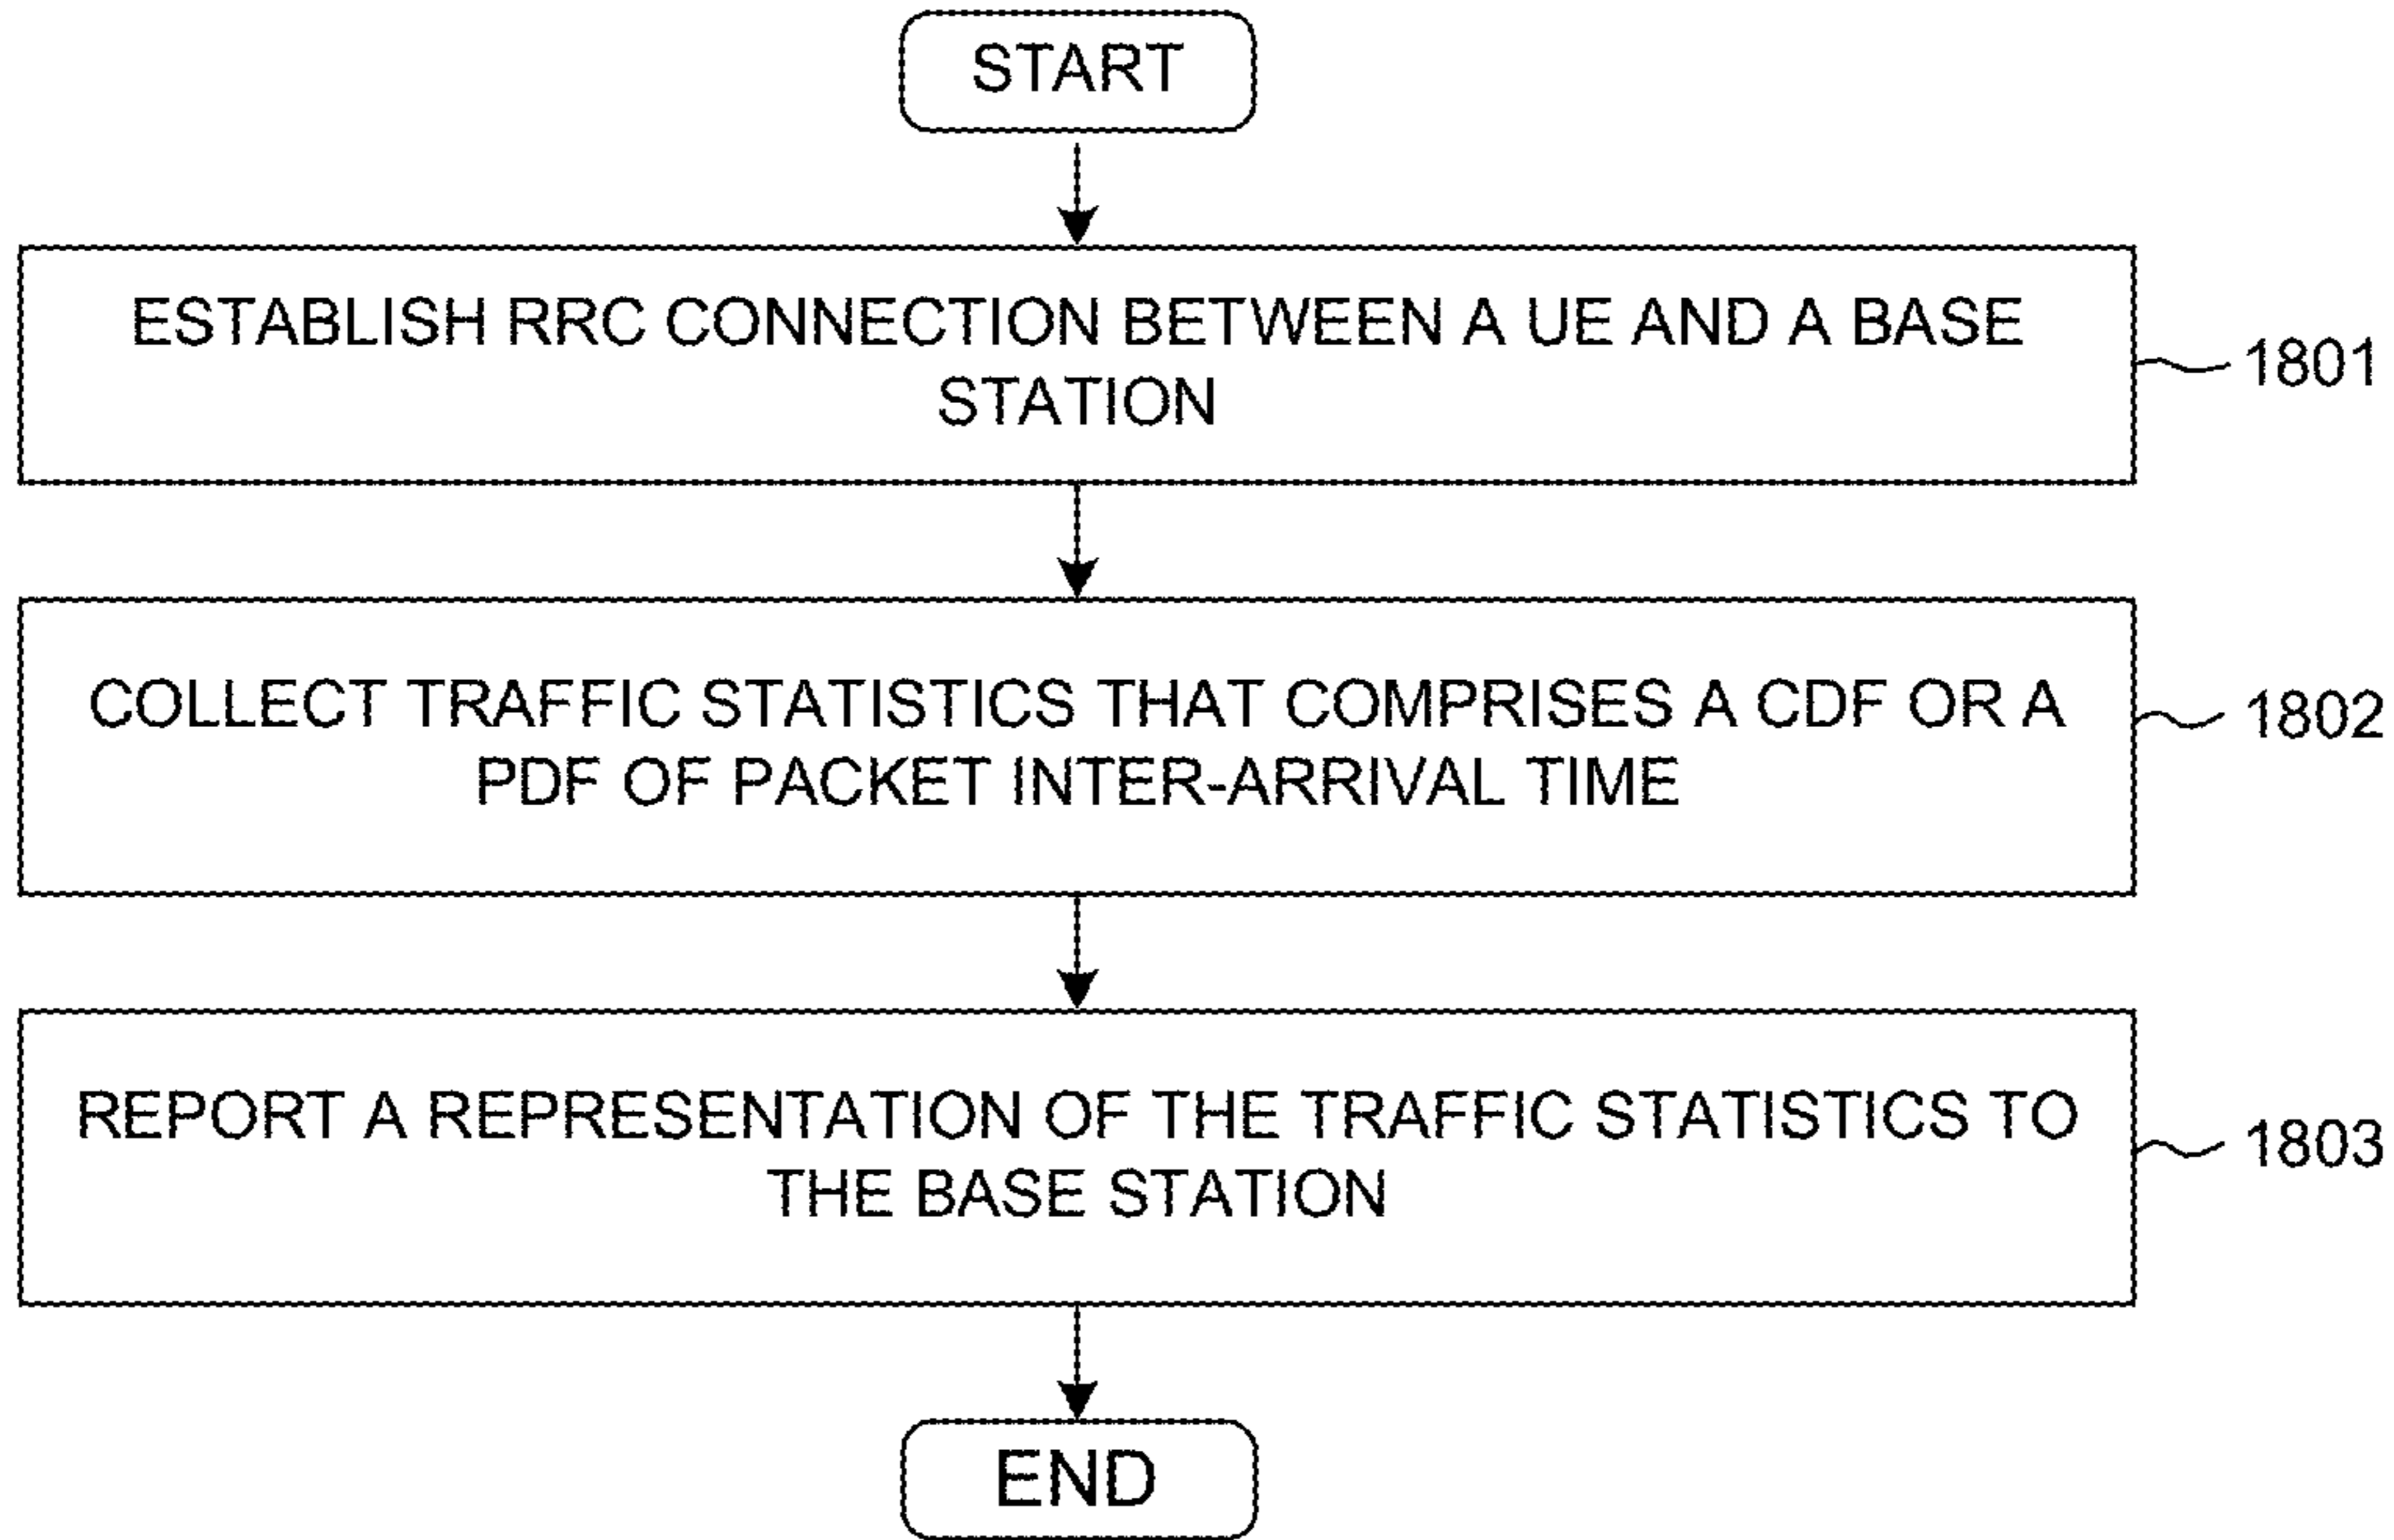 START
ESTABLISH RRC CONNECTION BETWEEN A UE AND A BASE
STATION
1801
COLLECT TRAFFIC STATISTICS THAT COMPRISES A CDF OR A
PDF OF PACKET INTER-ARRIVAL TIME
1802
REPORT A REPRESENTATION OF THE TRAFFIC STATISTICS TO
THE BASE STATION
1803
END